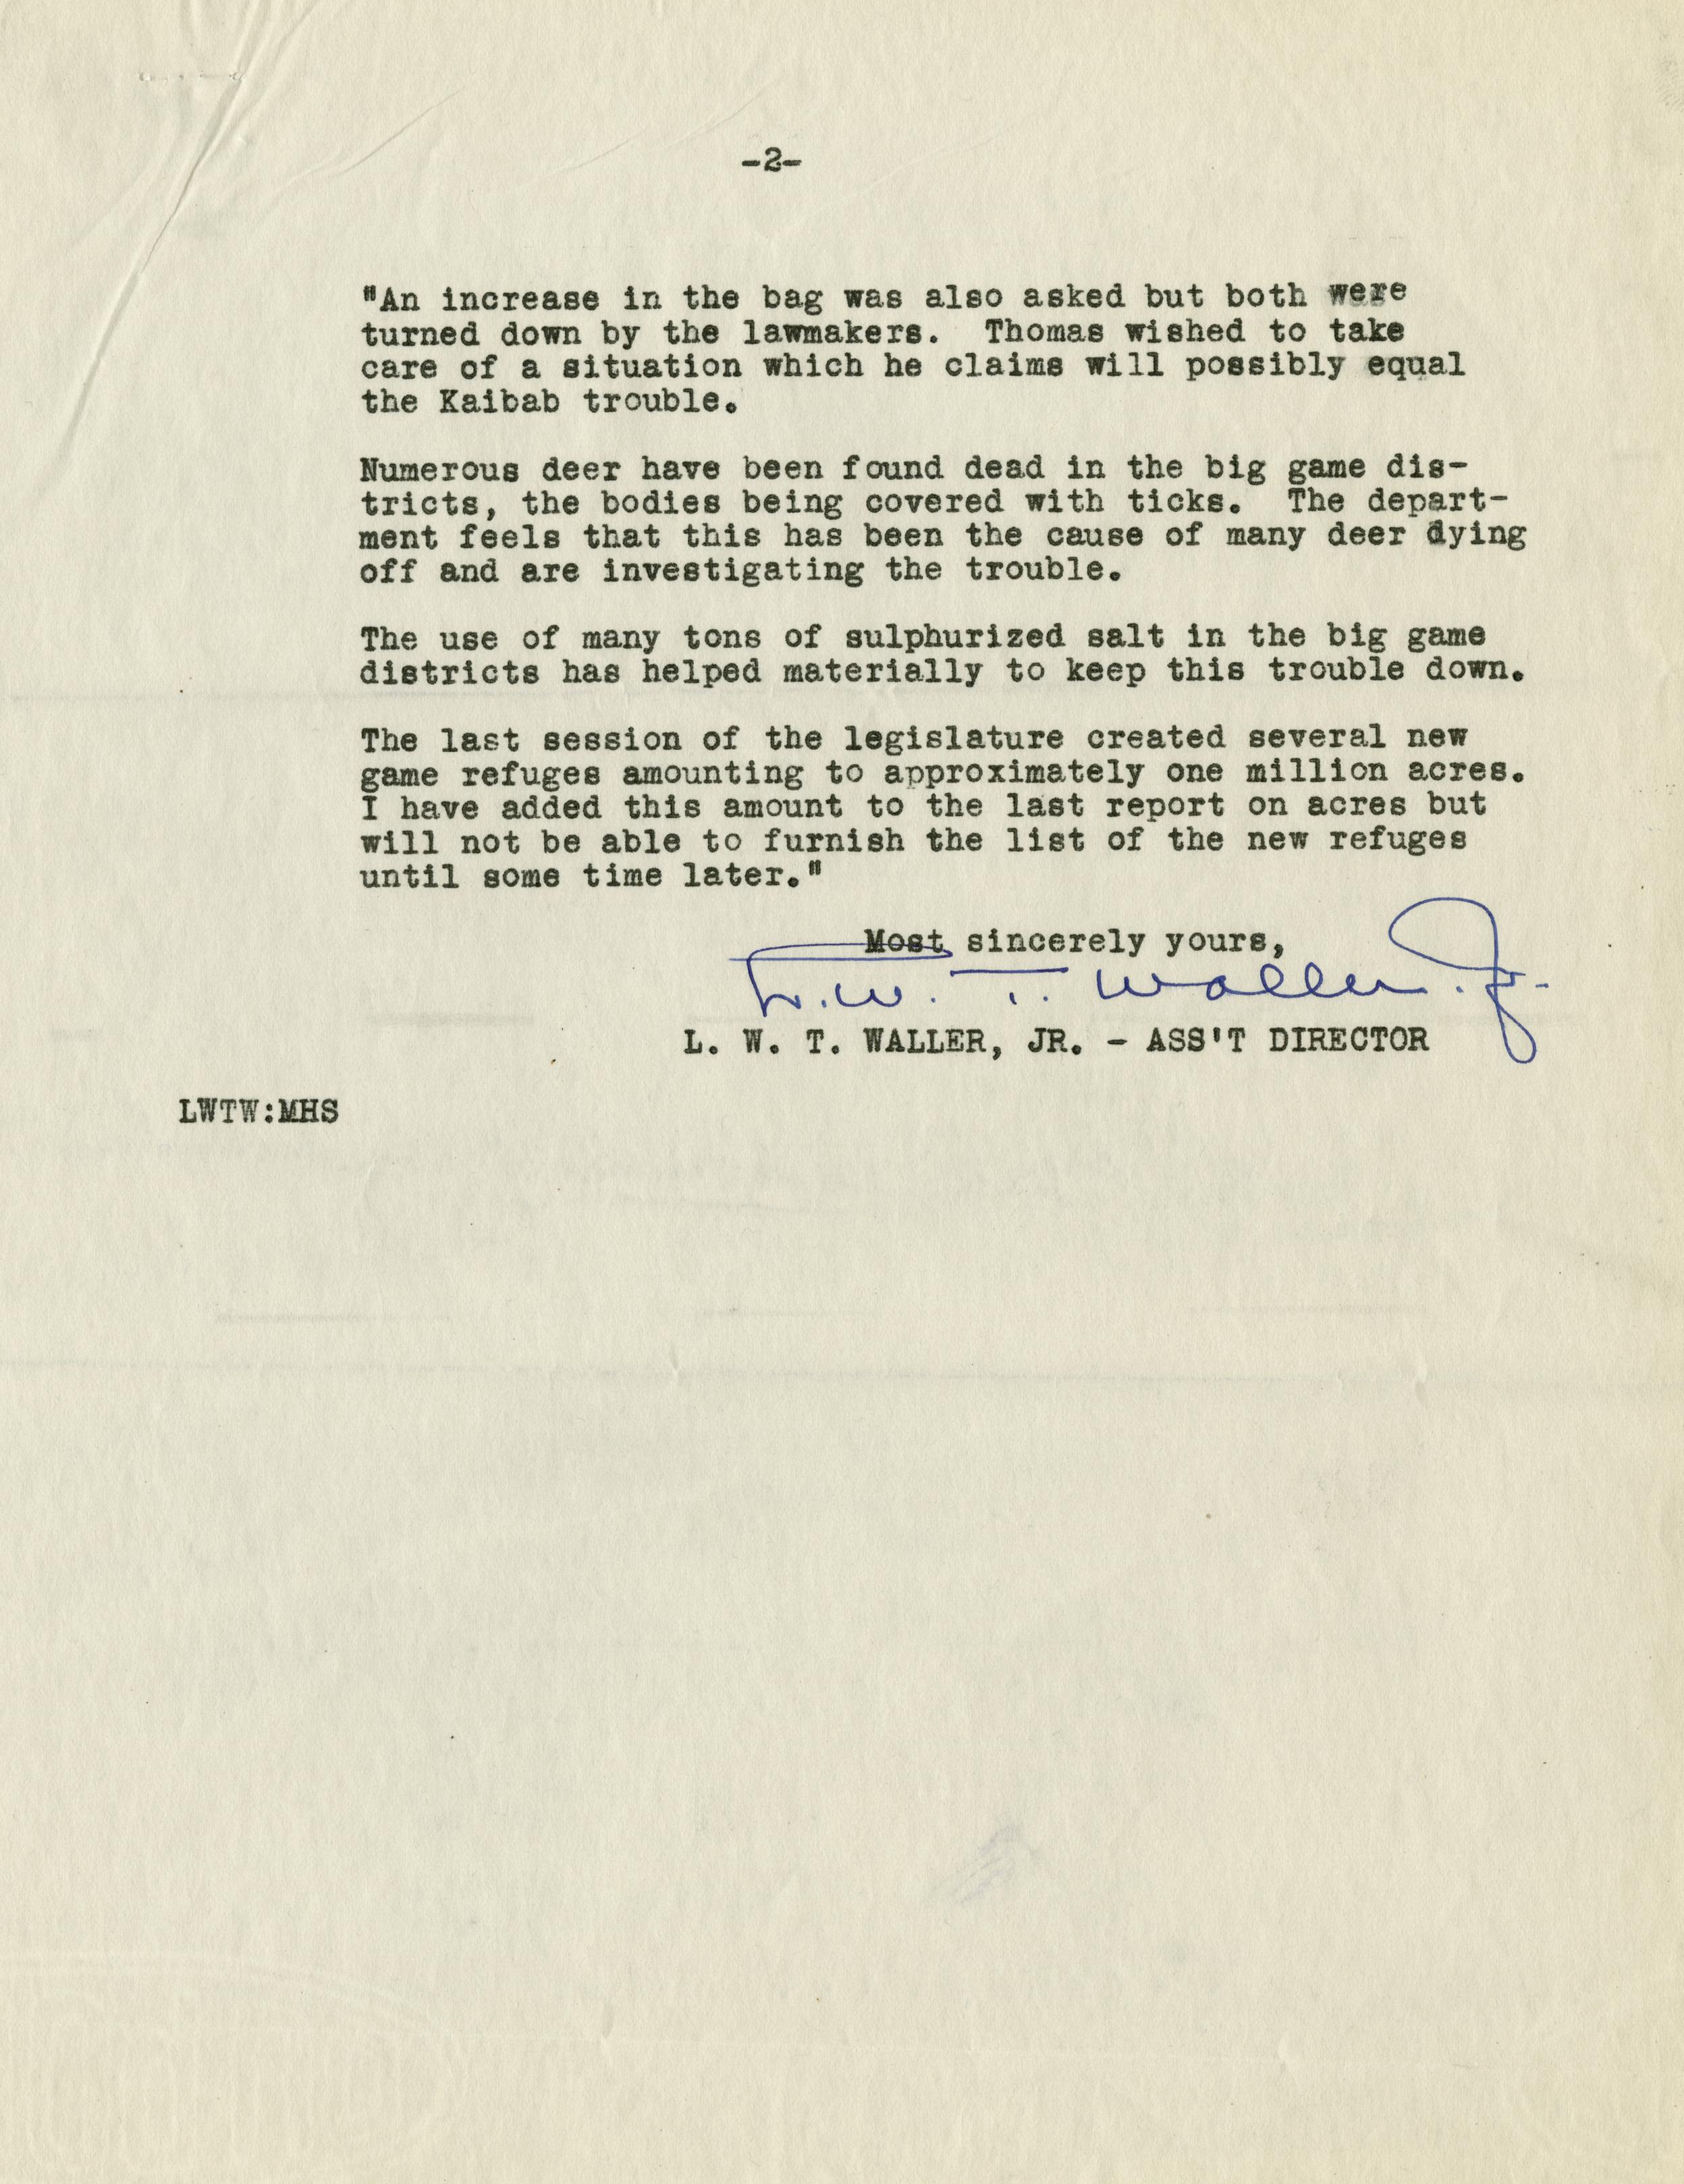 -2-
"An increase in the bag was also asked but both were
turned down by the lawmakers.  Thomas wished to take
care of a situation which he claims will possibly equal
the Kaibab trouble.
Numerous deer have been found dead in the big game dis-
tricts, the bodies being covered with ticks.  The depart-
ment feels that this has been the cause of many deer dying
off and are investigating the trouble.
The use of many tons of sulphurized salt in the big game
districts has helped materially to keep this trouble down.
The last session of the legislature created several new
game refuges amounting to approximately one million acres.
I have added this amount to the last report on acres but
will not be able to furnish the list of the new refuges
until some time later."
Most sincerely yours,
L. W. T. Waller. Jr.
L. W. T. WALLER, JR. - ASS'T DIRECTOR
LWTW:MHS